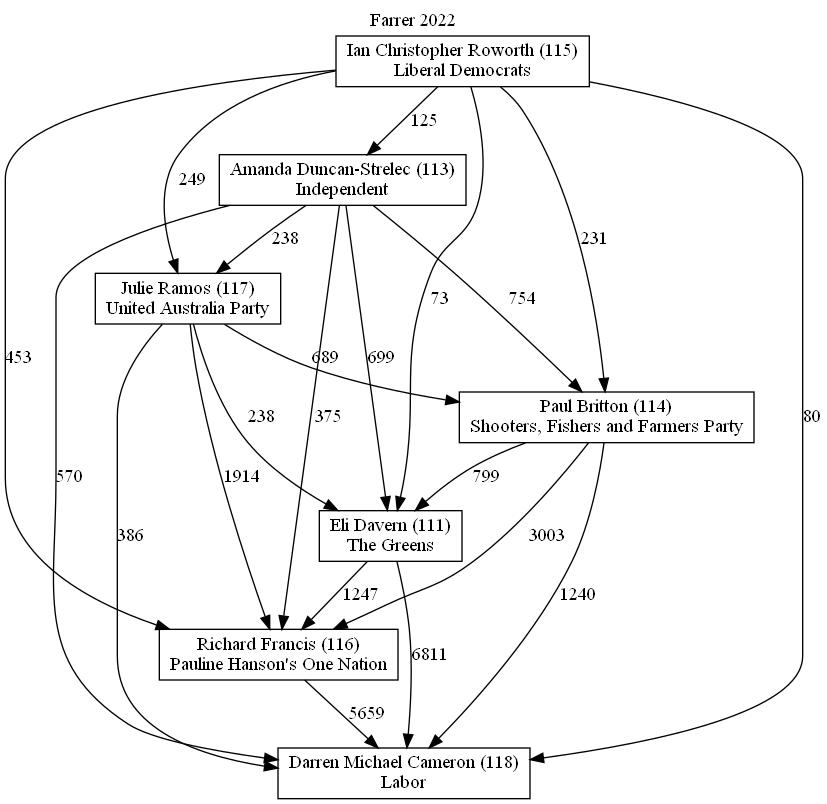 Farrer 2022
Ian Christopher Roworth (115)
Liberal Democrats
125
Amanda Duncan-Strelec (113)
Independent
249
238
231
Julie Ramos (117)
United Australia Party
73
754
453
689
699
80
Paul Britton (114)
Shooters, Fishers and Farmers Party
238
375
570
1914
799
Eli Davern (111)
The Greens
386
3003
1247
1240
Richard Francis (116)
Pauline Hanson's One Nation
6811
5659
Darren Michael Cameron (118)
Labor